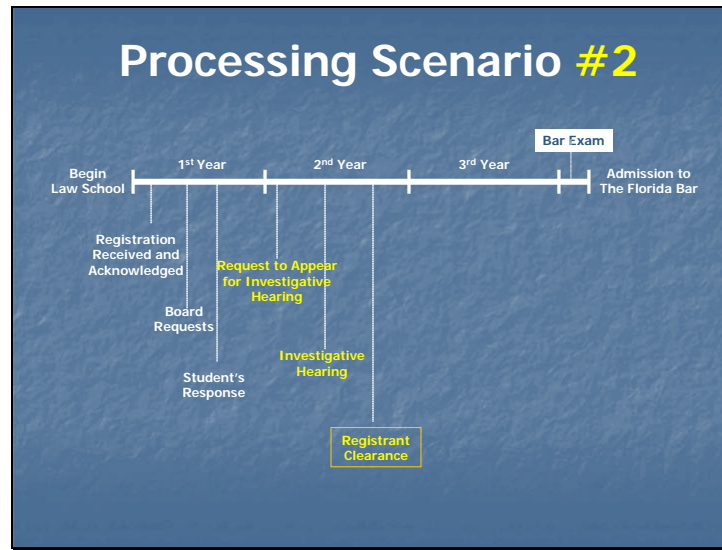 Processing Scenario #2
Bar Exam
1st Year
2nd Year
3rd Year
Begin
Law School
Admission to
The Florida Bar
Registration
Received and
Acknowledged
Request to Appear
for Investigative
Hearing
Board
Requests
Investigative
Hearing
Student's
Response
Registrant
Clearance